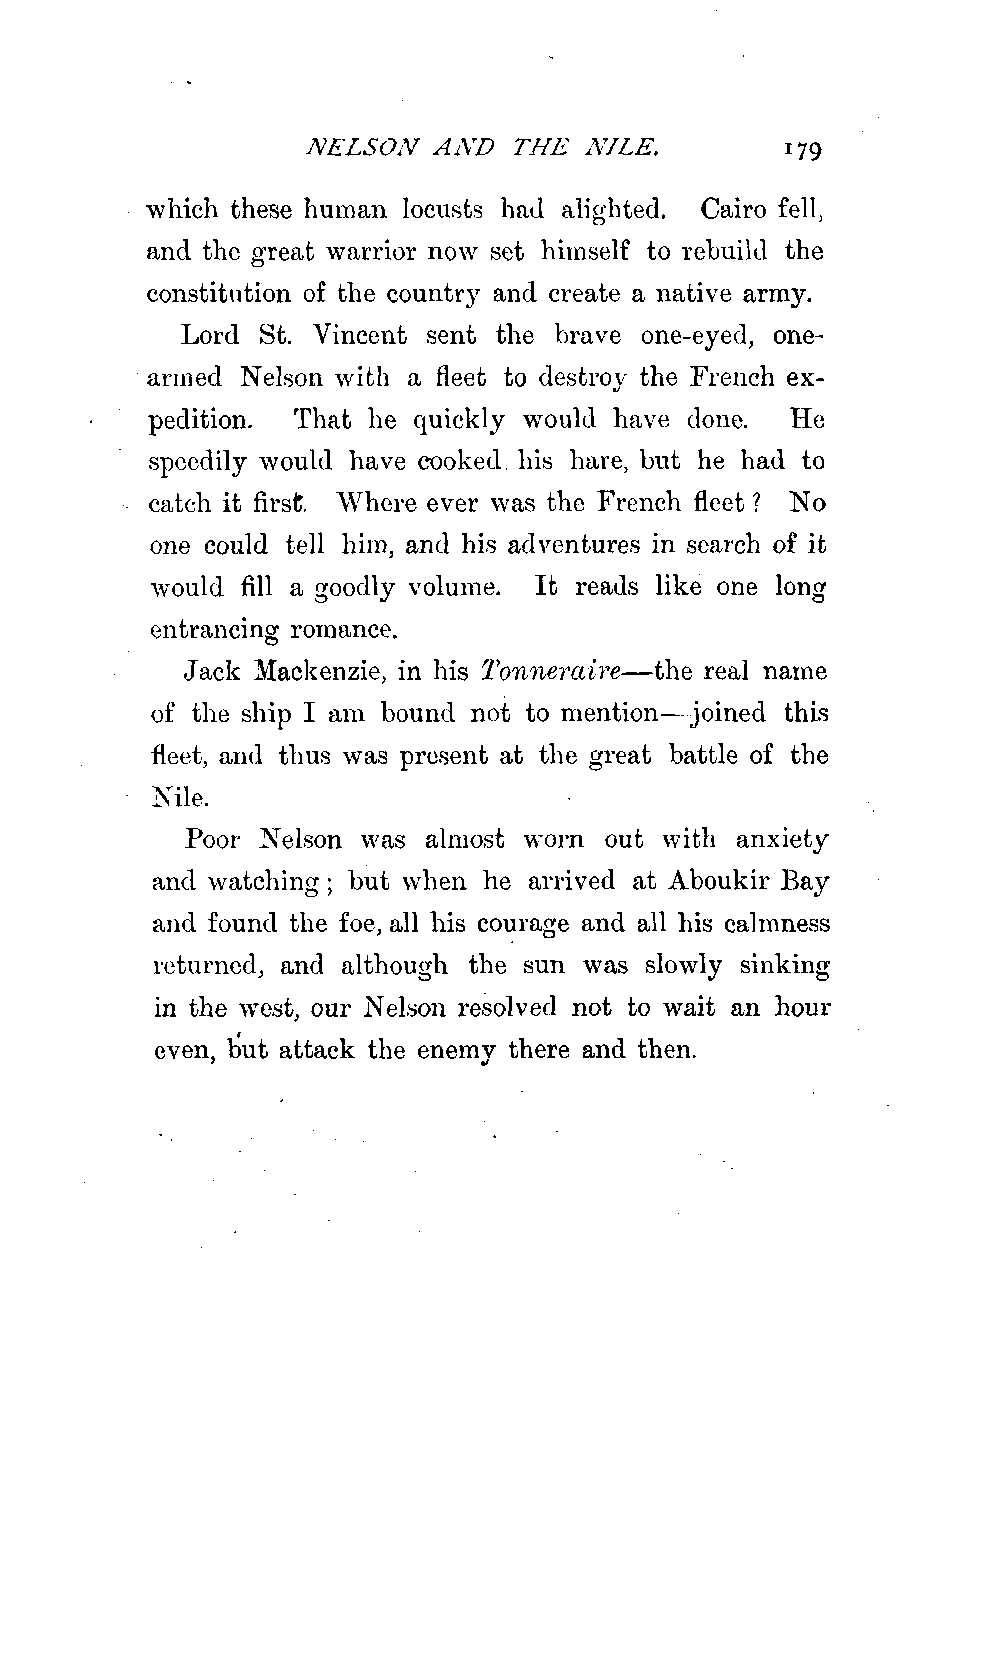 NELSON AND THE NILE. 179
which these human locusts had alighted. Cairo fell,
and the great warrior now set himself to rebuild the
constitution of the country and create a native army.
Lord St. Vincent sent the brave one-eyed, one-
armed Nelson with a fleet to destroy the French ex-
pedition. That he quickly would have done. He
speedily would have cooked his hare, but he had to
catch it first. Where ever was the French fleet? No
one could tell him, and his adventures in search of it
would fill a goodly volume. It reads like one long
entrancing romance.
Jack Mackenzie, in his Tonneraire—the real name
of the ship I am bound not to mention—joined this
fleet, and thus was present at the great battle of the
Nile.
Poor Nelson was almost worn out with anxiety
and watching; but when he arrived at Aboukir Bay
and found the foe, all his courage and all his calmness
returned, and although the sun was slowly sinking
in the west, our Nelson resolved not to wait an hour
even, but attack the enemy there and then.